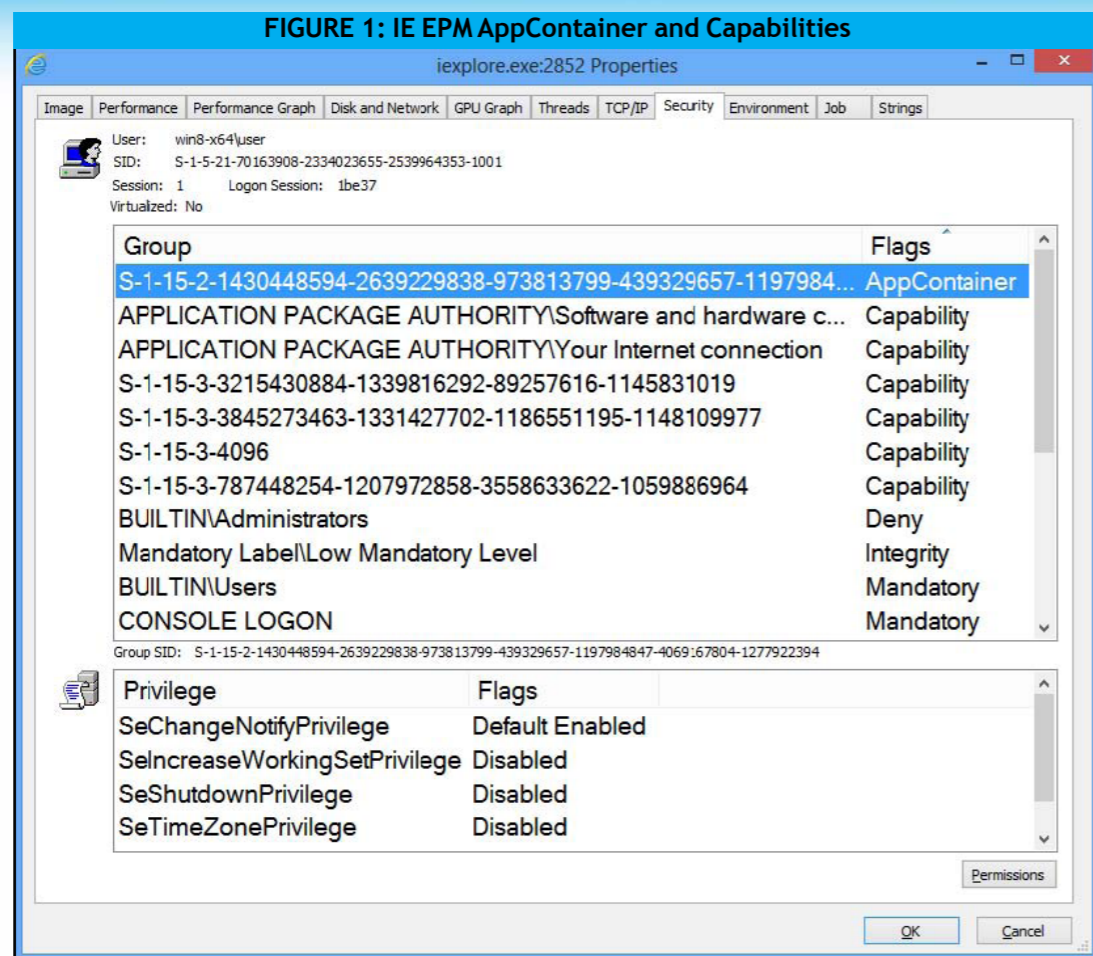 FIGURE 1: IE EPM AppContainer and Capabilities
iexplore.exe:2852 Properties
Image Performance Performance Graph Disk and Network GPU Graph Threads TCP/IP Security Environment Job Strings
User: win8-x64\user
SID: S-1-5-21-70163908-2334023655-2539964353-1001
Session: 1 Logon Session: 1be37
Virtualized: No
Group Flags
S-1-15-2-1430448594-2639229838-973813799-439329657-1197984... AppContainer
APPLICATION PACKAGE AUTHORITY\Software and hardware c... Capability
APPLICATION PACKAGE AUTHORITY\Your Internet connection Capability
S-1-15-3-3215430884-1339816292-89257616-1145831019 Capability
S-1-15-3-3845273463-1331427702-1186551195-1148109977 Capability
S-1-15-3-4096 Capability
S-1-15-3-787448254-1207972858-3558633622-1059886964 Capability
BUILTIN\Administrators Deny
Mandatory Label\Low Mandatory Level Integrity
BUILTIN\Users Mandatory
CONSOLE LOGON Mandatory
Group SID: S-1-15-2-1430448594-2639229838-973813799-439329657-1197984847-4069167804-1277922394
Privilege Flags
SeChangeNotifyPrivilege Default Enabled
SeIncreaseWorkingSetPrivilege Disabled
SeShutdownPrivilege Disabled
SeTimeZonePrivilege Disabled
Permissions
OK Cancel